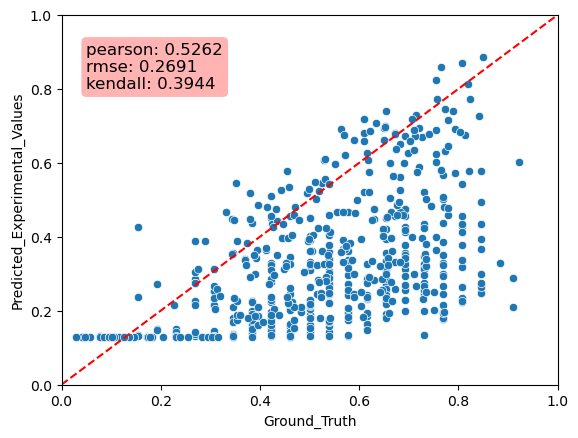 1.0
0.8
0.6
0.4
0.2
0.0
Predicted_Experimental_Values
pearson: 0.5262
rmse: 0.2691
kendall: 0.3944
0.0 0.2 0.4 0.6 0.8 1.0
Ground_Truth